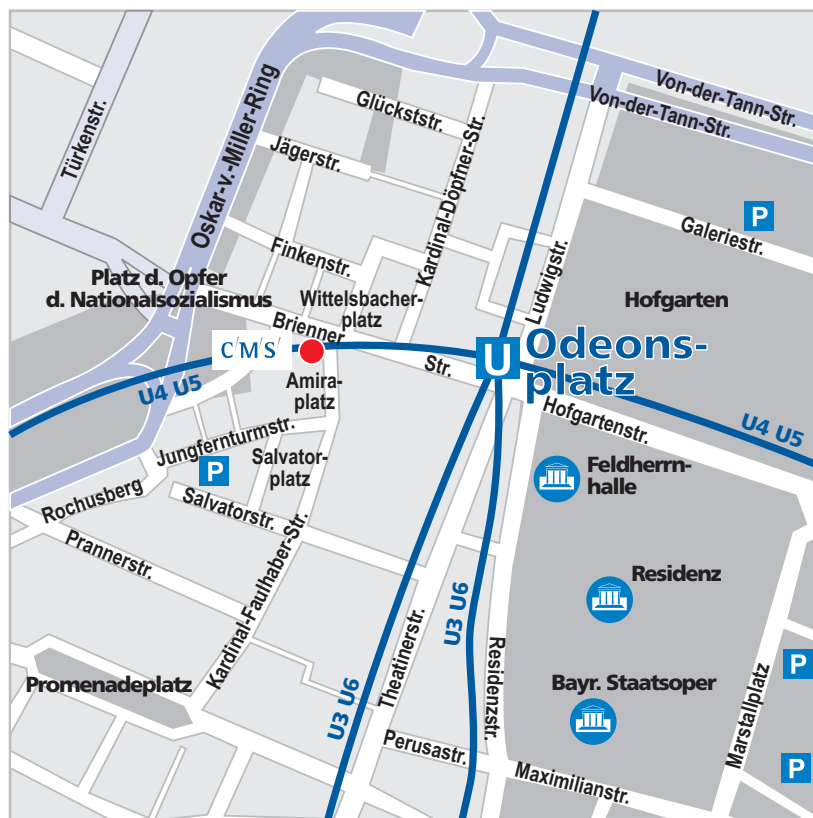 Von-der-Tann-Str.
Von-der-Tann-Str.
Türkenstr.
Oskar-v.-Miller-Ring
Glückststr.
Jägerstr.
Kardinal-Döpfner-Str.
P
Galeriestr.
Finkenstr.
Ludwigstr.
Platz d. Opfer
d. Nationalsozialismus
Wittelsbacher-
platz
Hofgarten
Brienner
Str.
C/M/S/
U
Odeons-
platz
U4 U5
Amira-
platz
Hofgartenstr.
U4 U5
Jungfernturmstr.
P
Salvator-
platz
Feldherrn-
halle
Rochusberg
Salvatorstr.
Prannerstr.
Kardinal-Faulhaber-Str.
Residenz
U3 U6
Theatinerstr.
Residenzstr.
Promenadeplatz
Bayr. Staatsoper
P
Marstallplatz
U3 U6
Perusastr.
Maximilianstr.
P